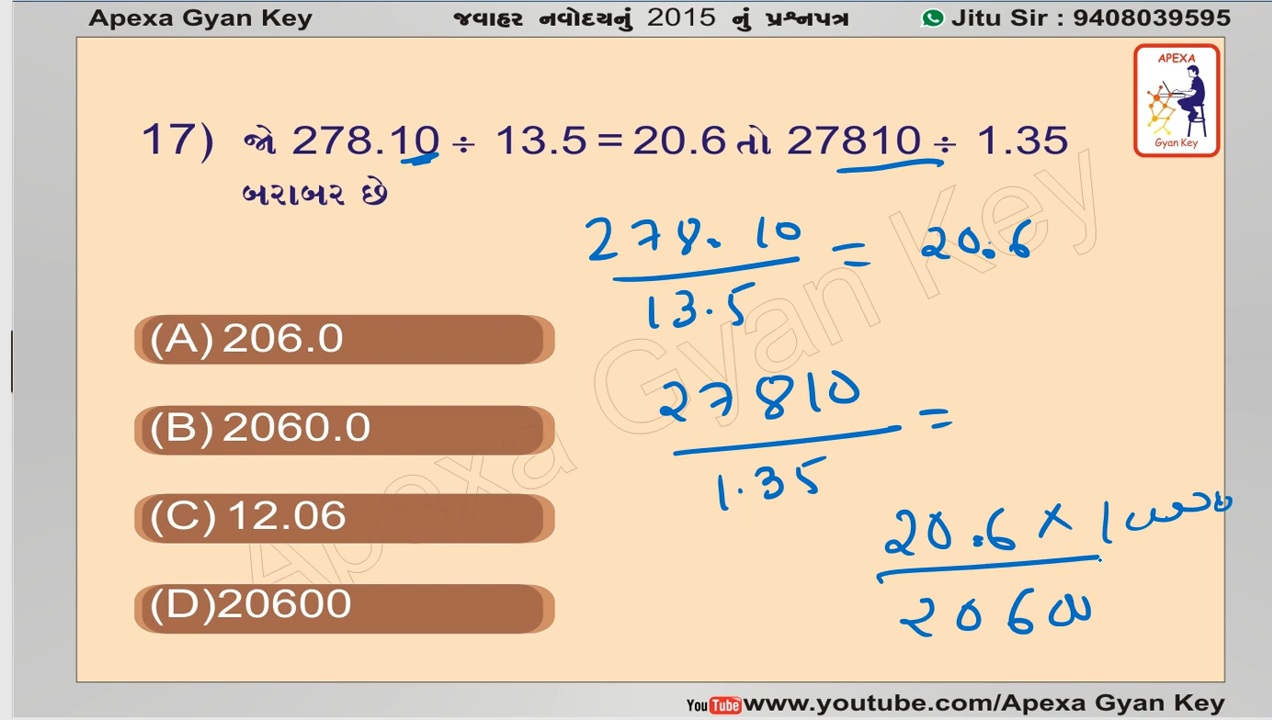 Apexa Gyan Key જવાહર નવોદયનું 2015 નું પ્રશ્નપત્ર Jitu Sir : 9408039595
APEXA
Gyan Key
17) જો 278.10 ÷ 13.5 = 20.6 તો 27810 ÷ 1.35
બરાબર છે
278.10 = 20.6
13.5
(A) 206.0
27810 =
1.35
(B) 2060.0
(C) 12.06
20.6 × 1000
(D)20600
20600
Apexa Gyan Key
You Tube www.youtube.com/Apexa Gyan Key